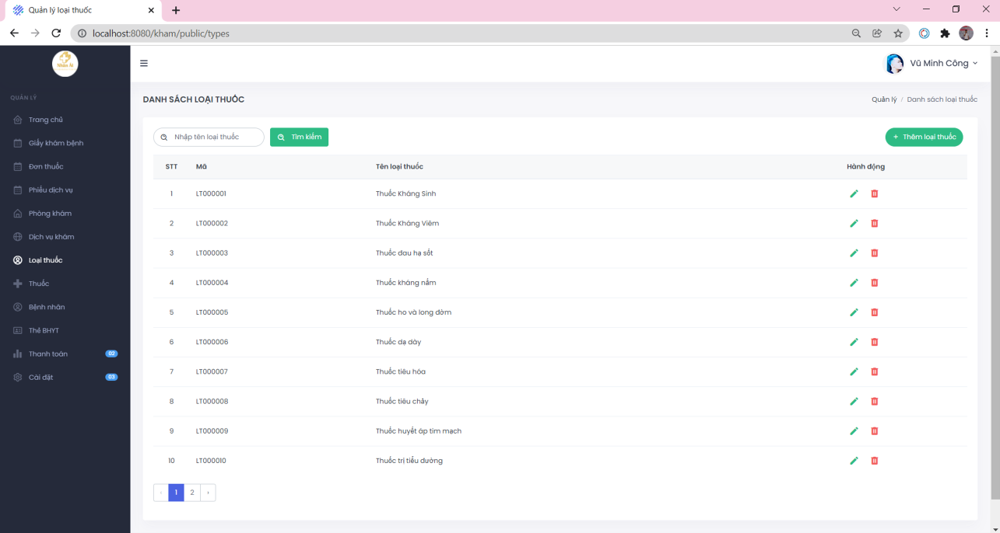 Quản lý loại thuốc
localhost:8080/kham/public/types
Nhân Ái
Vũ Minh Công
QUẢN LÝ
Trang chủ
Giấy khám bệnh
Đơn thuốc
Phiếu dịch vụ
Phòng khám
Dịch vụ khám
Loại thuốc
Thuốc
Bệnh nhân
Thẻ BHYT
Thanh toán 02
Cài đặt 03
DANH SÁCH LOẠI THUỐC
Quản lý / Danh sách loại thuốc
Nhập tên loại thuốc Tìm kiếm + Thêm loại thuốc
STT Mã Tên loại thuốc Hành động
1 LT000001 Thuốc Kháng Sinh
2 LT000002 Thuốc Kháng Viêm
3 LT000003 Thuốc đau hạ sốt
4 LT000004 Thuốc kháng nấm
5 LT000005 Thuốc ho và long đờm
6 LT000006 Thuốc dạ dày
7 LT000007 Thuốc tiêu hóa
8 LT000008 Thuốc tiêu chảy
9 LT000009 Thuốc huyết áp tim mạch
10 LT000010 Thuốc trị tiểu đường
‹ 1 2 ›